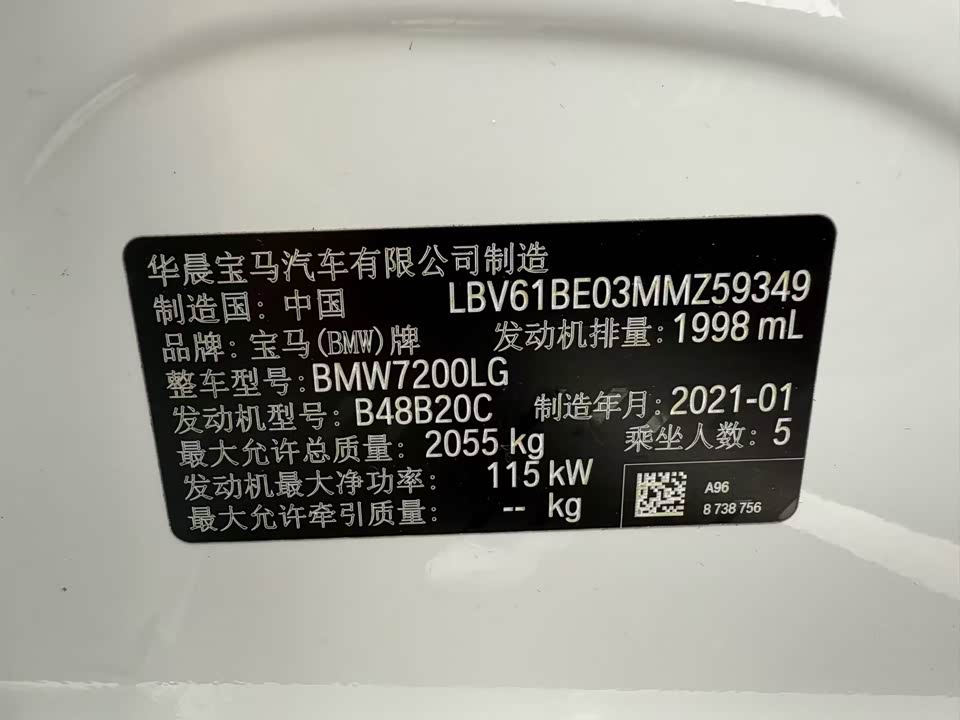 华晨宝马汽车有限公司制造
制造国: 中国 LBV61BE03MMZ59349
品牌: 宝马(BMW)牌 发动机排量: 1998 mL
整车型号: BMW7200LG
发动机型号: B48B20C 制造年月: 2021-01
最大允许总质量: 2055 kg 乘坐人数: 5
发动机最大净功率: 115 kW
最大允许牵引质量: -- kg
A96
8 738 756